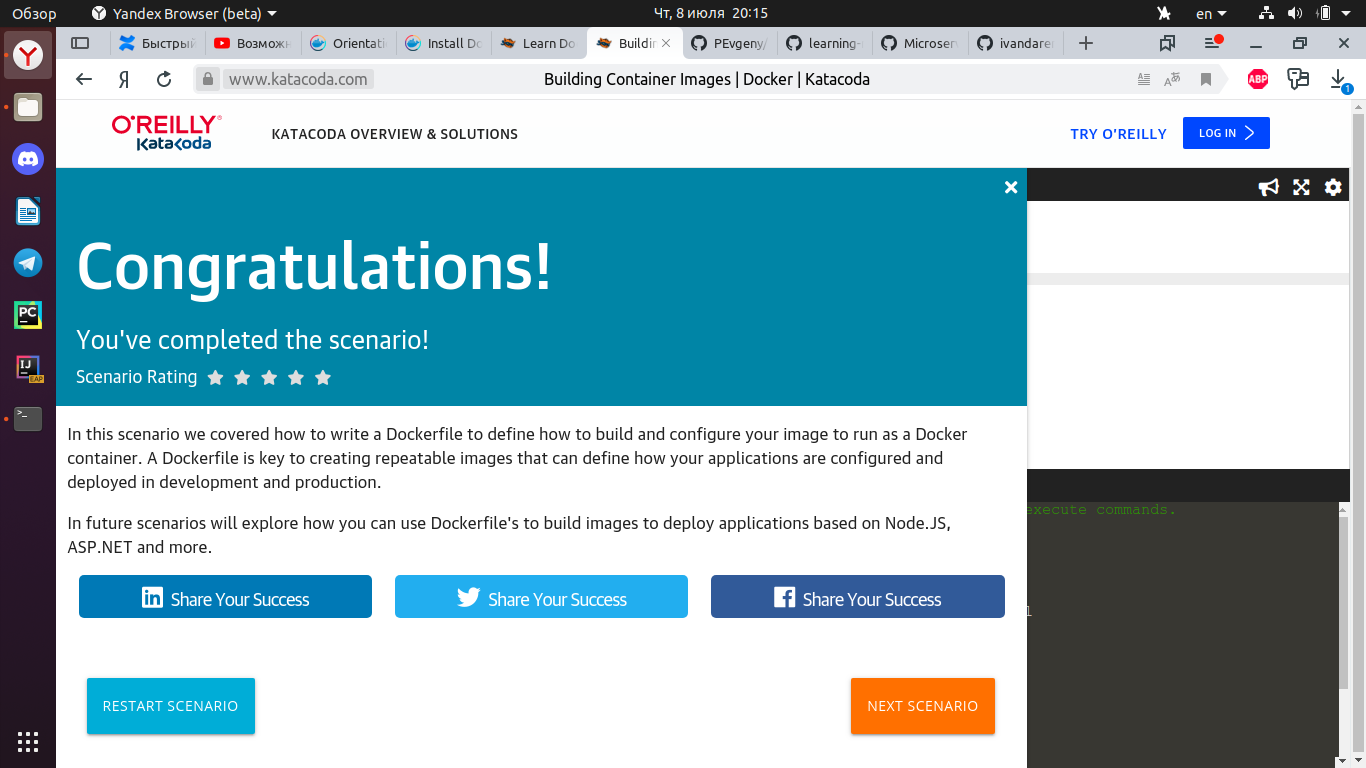 Обзор
Yandex Browser (beta)
Чт, 8 июля 20:15
en
Быстрый
Возможн
Orientati
Install Do
Learn Do
Buildin
PEvgeny/
learning-
Microserv
ivandare
www.katacoda.com
Building Container Images | Docker | Katacoda
ABP
1
O'REILLY®
KATACODA OVERVIEW & SOLUTIONS
TRY O'REILLY
LOG IN
Katacoda
Congratulations!
You've completed the scenario!
Scenario Rating
PC
IJ
EAP
In this scenario we covered how to write a Dockerfile to define how to build and configure your image to run as a Docker
container. A Dockerfile is key to creating repeatable images that can define how your applications are configured and
deployed in development and production.
execute commands.
In future scenarios will explore how you can use Dockerfile's to build images to deploy applications based on Node.JS,
ASP.NET and more.
Share Your Success
Share Your Success
Share Your Success
l
RESTART SCENARIO
NEXT SCENARIO